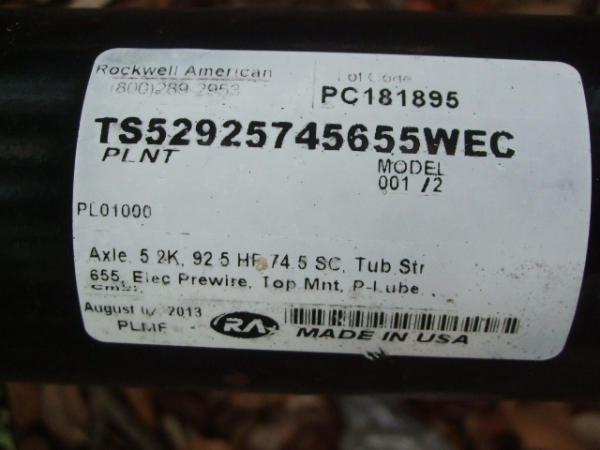 Rockwell American
Lot Code
(800)289-2953
PC181895
TS52925745655WEC
PLNT
MODEL
001 /2
PL01000
Axle, 5.2K, 92.5 HF 74.5 SC, Tub Str
655, Elec Prewire, Top Mnt, P-Lube
August 2013
RA
MADE IN USA